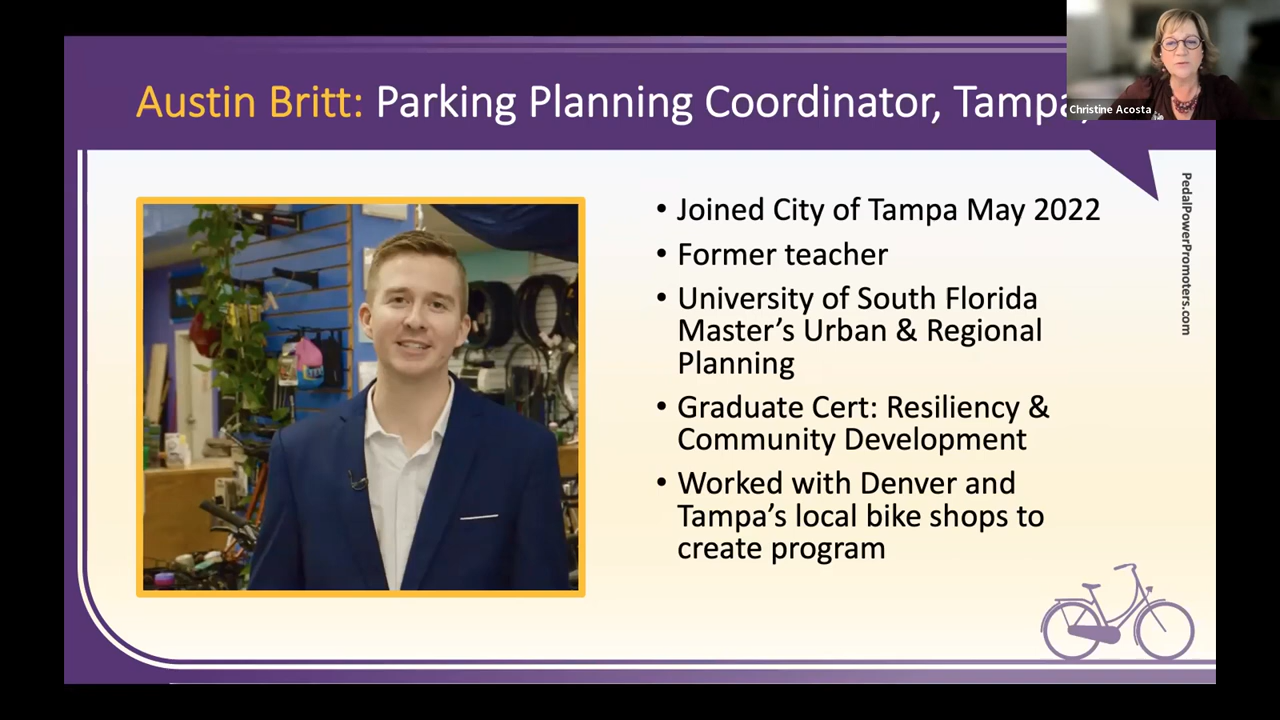 Austin Britt: Parking Planning Coordinator, Tampa,
Christine Acosta
PedalPowerPromoters.com
• Joined City of Tampa May 2022
• Former teacher
• University of South Florida
Master’s Urban & Regional
Planning
• Graduate Cert: Resiliency &
Community Development
• Worked with Denver and
Tampa’s local bike shops to
create program